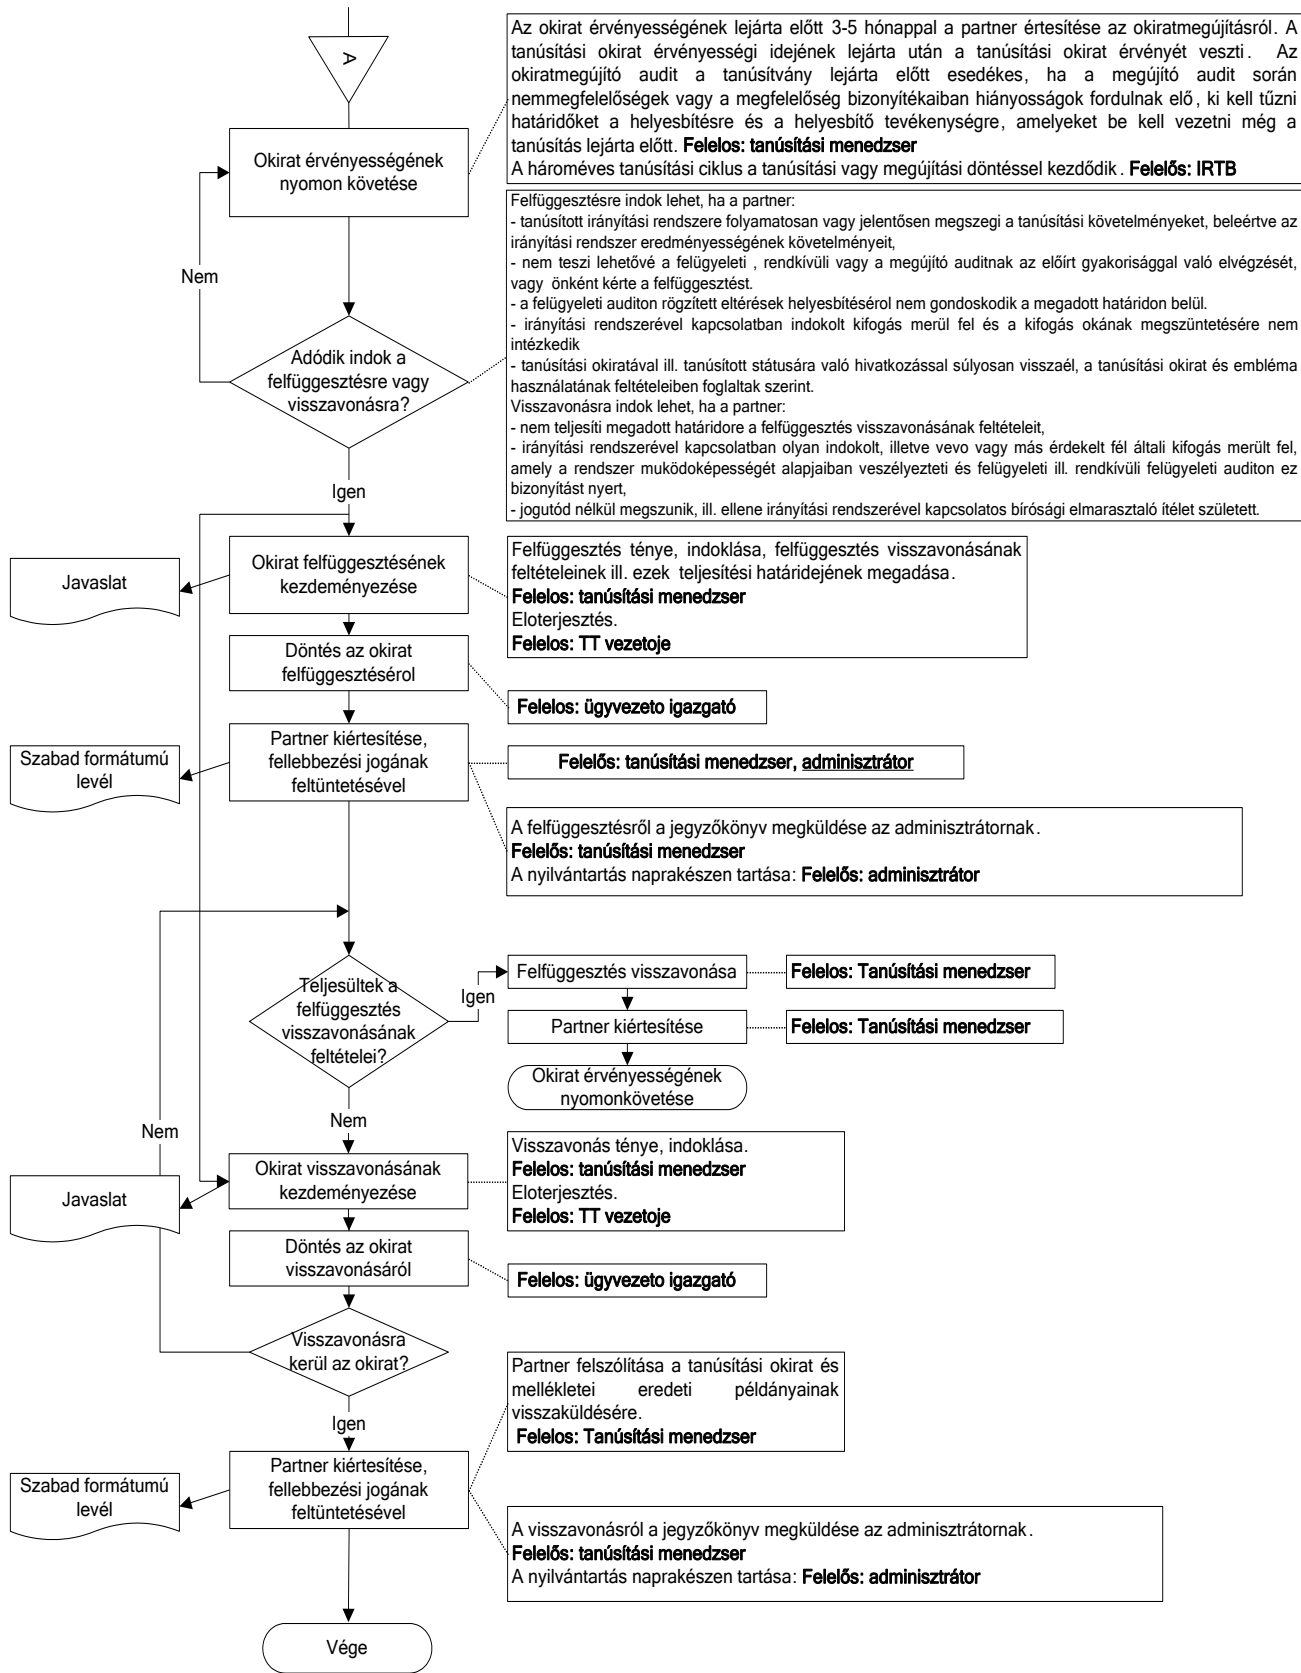 A
Az okirat érvényességének lejárta előtt 3-5 hónappal a partner értesítése az okiratmegújításról. A
tanúsítási okirat érvényességi idejének lejárta után a tanúsítási okirat érvényét veszti. Az
okiratmegújító audit a tanúsítvány lejárta előtt esedékes, ha a megújító audit során
nemmegfelelőségek vagy a megfelelőség bizonyítékaiban hiányosságok fordulnak elő, ki kell tűzni
határidőket a helyesbítésre és a helyesbítő tevékenységre, amelyeket be kell vezetni még a
tanúsítás lejárta előtt. Felelos: tanúsítási menedzser
A hároméves tanúsítási ciklus a tanúsítási vagy megújítási döntéssel kezdődik. Felelős: IRTB
Okirat érvényességének
nyomon követése
Felfüggesztésre indok lehet, ha a partner:
- tanúsított irányítási rendszere folyamatosan vagy jelentősen megszegi a tanúsítási követelményeket, beleértve az
irányítási rendszer eredményességének követelményeit,
- nem teszi lehetővé a felügyeleti , rendkívüli vagy a megújító auditnak az előírt gyakorisággal való elvégzését,
vagy önként kérte a felfüggesztést.
- a felügyeleti auditon rögzített eltérések helyesbítésérol nem gondoskodik a megadott határidon belül.
- irányítási rendszerével kapcsolatban indokolt kifogás merül fel és a kifogás okának megszüntetésére nem
intézkedik
- tanúsítási okiratával ill. tanúsított státusára való hivatkozással súlyosan visszaél, a tanúsítási okirat és embléma
használatának feltételeiben foglaltak szerint.
Visszavonásra indok lehet, ha a partner:
- nem teljesíti megadott határidore a felfüggesztés visszavonásának feltételeit,
- irányítási rendszerével kapcsolatban olyan indokolt, illetve vevo vagy más érdekelt fél általi kifogás merült fel,
amely a rendszer muködoképességét alapjaiban veszélyezteti és felügyeleti ill. rendkívüli felügyeleti auditon ez
bizonyítást nyert,
- jogutód nélkül megszunik, ill. ellene irányítási rendszerével kapcsolatos bírósági elmarasztaló ítélet született.
Nem
Adódik indok a
felfüggesztésre vagy
visszavonásra?
Igen
Javaslat
Okirat felfüggesztésének
kezdeményezése
Felfüggesztés ténye, indoklása, felfüggesztés visszavonásának
feltételeinek ill. ezek teljesítési határidejének megadása.
Felelos: tanúsítási menedzser
Eloterjesztés.
Felelos: TT vezetoje
Döntés az okirat
felfüggesztésérol
Felelos: ügyvezeto igazgató
Szabad formátumú
levél
Partner kiértesítése,
fellebbezési jogának
feltüntetésével
Felelős: tanúsítási menedzser, adminisztrátor
A felfüggesztésről a jegyzőkönyv megküldése az adminisztrátornak.
Felelős: tanúsítási menedzser
A nyilvántartás naprakészen tartása: Felelős: adminisztrátor
Teljesültek a
felfüggesztés
visszavonásának
feltételei?
Igen
Felfüggesztés visszavonása
Felelos: Tanúsítási menedzser
Partner kiértesítése
Felelos: Tanúsítási menedzser
Okirat érvényességének
nyomonkövetése
Nem
Nem
Javaslat
Okirat visszavonásának
kezdeményezése
Visszavonás ténye, indoklása.
Felelos: tanúsítási menedzser
Eloterjesztés.
Felelos: TT vezetoje
Döntés az okirat
visszavonásáról
Felelos: ügyvezeto igazgató
Visszavonásra
kerül az okirat?
Igen
Partner felszólítása a tanúsítási okirat és
mellékletei eredeti példányainak
visszaküldésére.
Felelos: Tanúsítási menedzser
Szabad formátumú
levél
Partner kiértesítése,
fellebbezési jogának
feltüntetésével
A visszavonásról a jegyzőkönyv megküldése az adminisztrátornak.
Felelős: tanúsítási menedzser
A nyilvántartás naprakészen tartása: Felelős: adminisztrátor
Vége